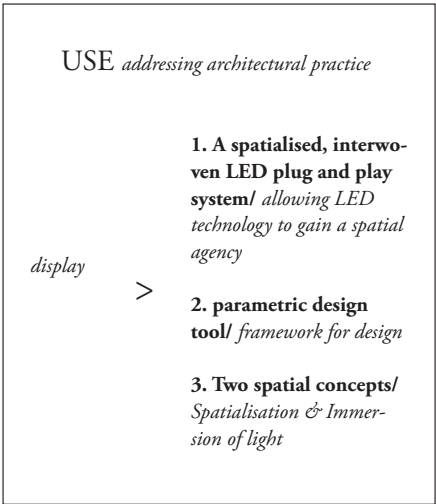 USE addressing architectural practice
1. A spatialised, interwo-
ven LED plug and play
system/ allowing LED
technology to gain a spatial
agency
display
>
2. parametric design
tool/ framework for design
3. Two spatial concepts/
Spatialisation & Immer-
sion of light